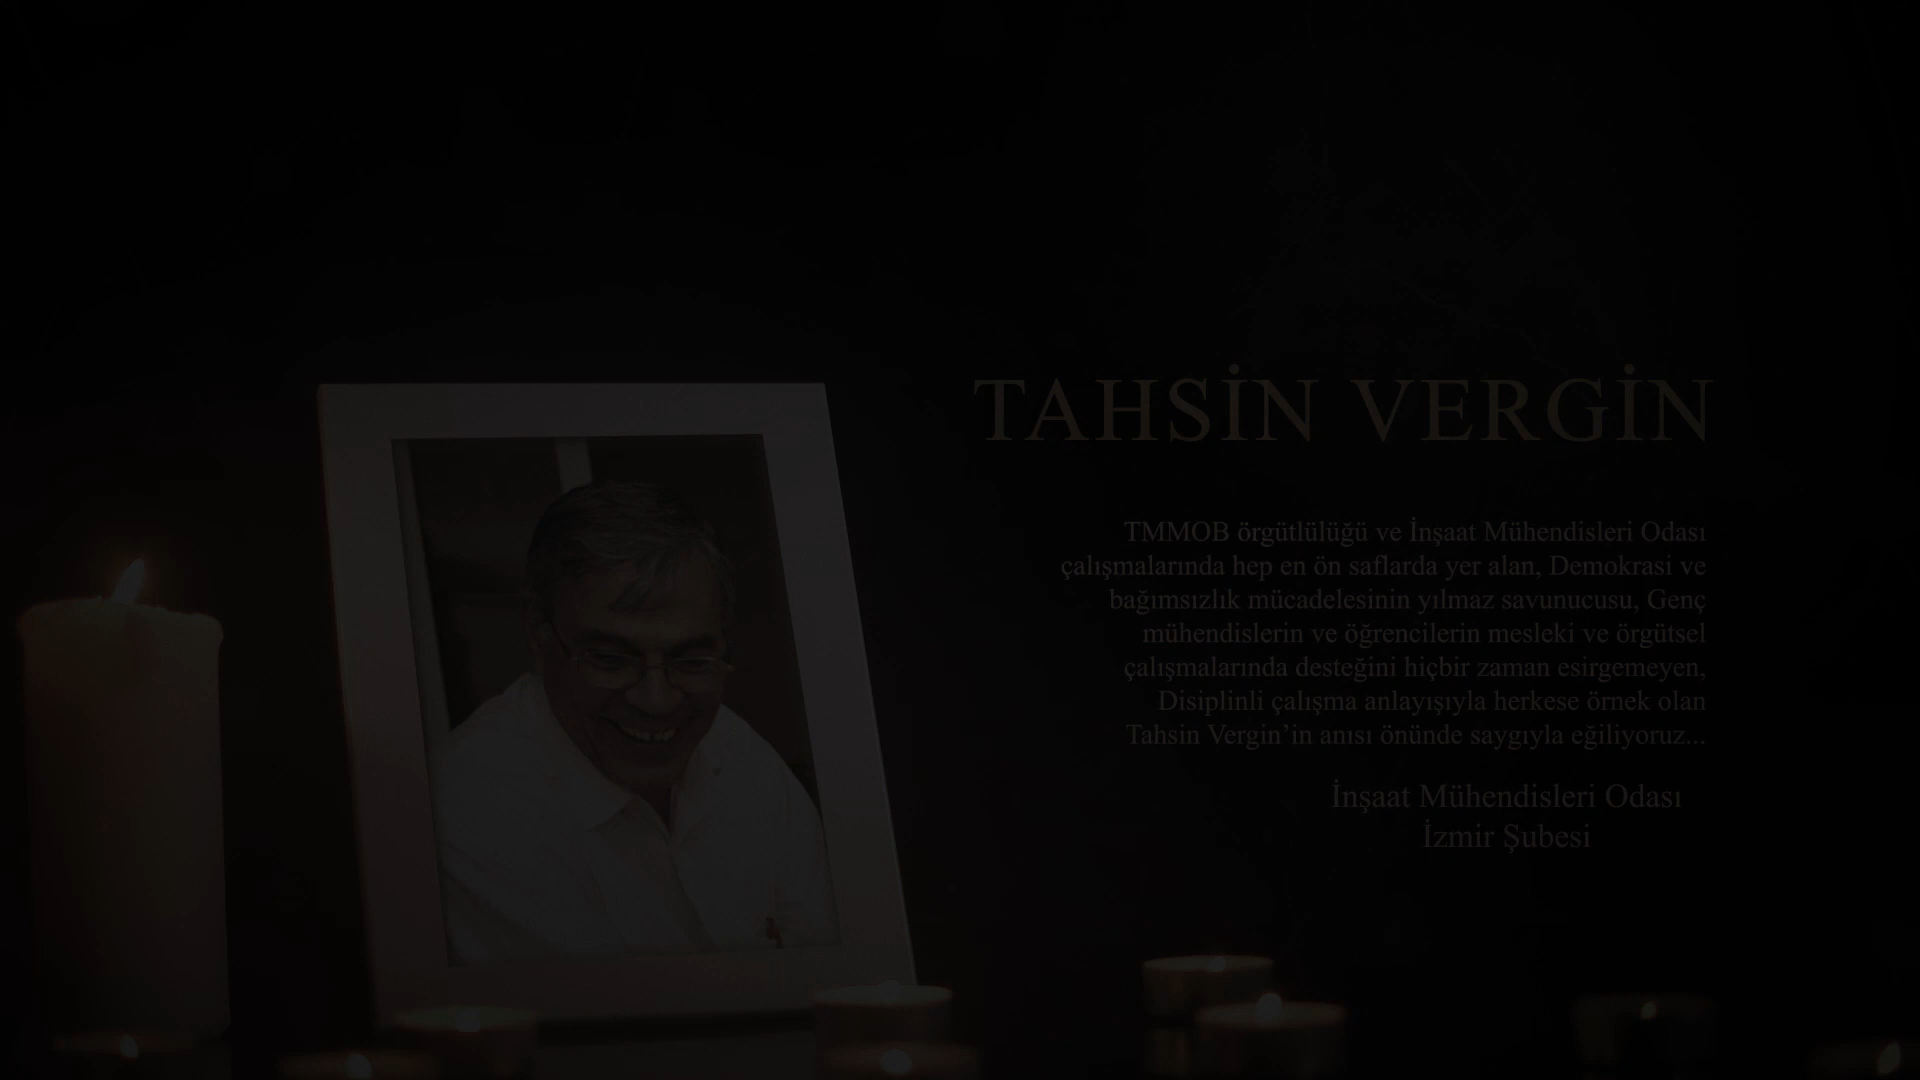 TAHSİN VERGİN
TMMOB örgütlülüğü ve İnşaat Mühendisleri Odası
çalışmalarında hep en ön saflarda yer alan, Demokrasi ve
bağımsızlık mücadelesinin yılmaz savunucusu, Genç
mühendislerin ve öğrencilerin mesleki ve örgütsel
çalışmalarında desteğini hiçbir zaman esirgemeyen,
Disiplinli çalışma anlayışıyla herkese örnek olan
Tahsin Vergin’in anısı önünde saygıyla eğiliyoruz...
İnşaat Mühendisleri Odası
İzmir Şubesi